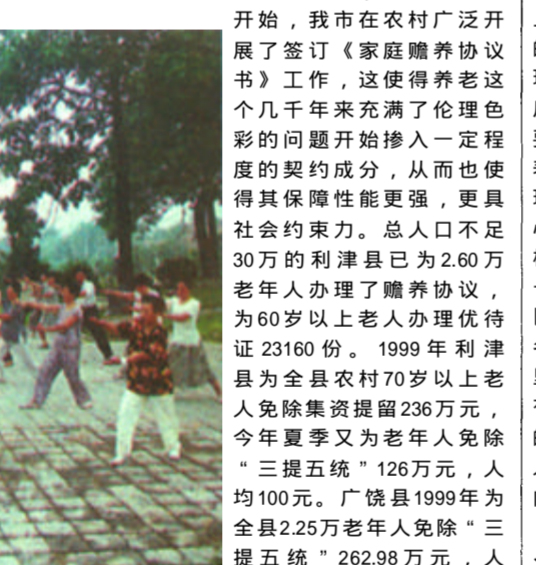 开始，我市在农村广泛开
展了签订《家庭赡养协议
书》工作，这使得养老这
个几千年来充满了伦理色
彩的问题开始掺入一定程
度的契约成分，从而也使
得其保障性能更强，更具
社会约束力。总人口不足
30万的利津县已为2.60万
老年人办理了赡养协议，
为60岁以上老人办理优待
证23160份。1999年利津
县为全县农村70岁以上老
人免除集资提留236万元，
今年夏季又为老年人免除
“三提五统”126万元，人
均100元。广饶县1999年为
全县2.25万老年人免除“三
提五统”262.98万元，人